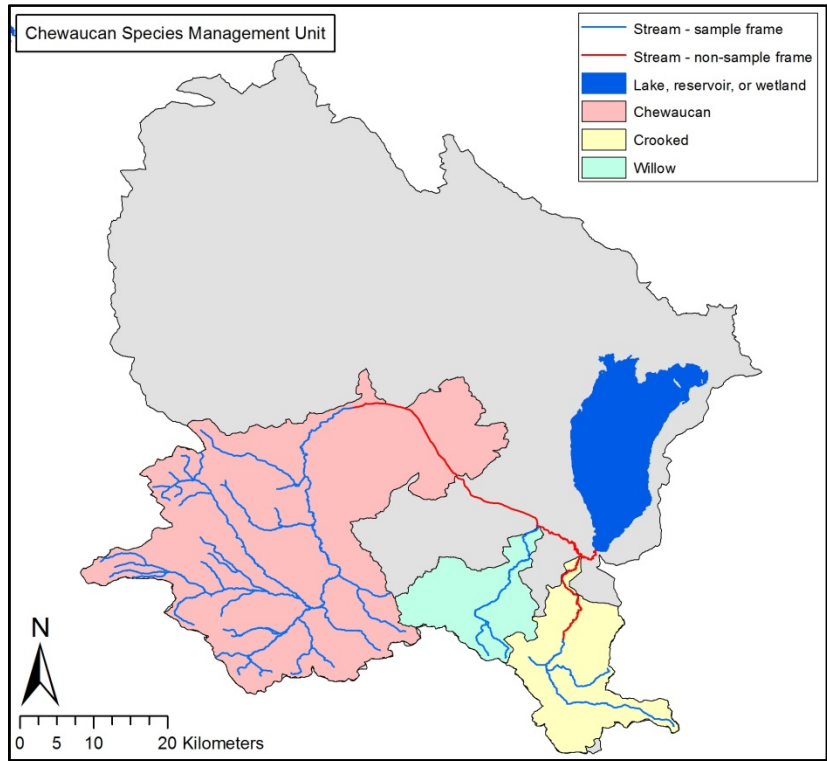 Chewaucan Species Management Unit
Stream - sample frame
Stream - non-sample frame
Lake, reservoir, or wetland
Chewaucan
Crooked
Willow
N
0 5 10 20 Kilometers